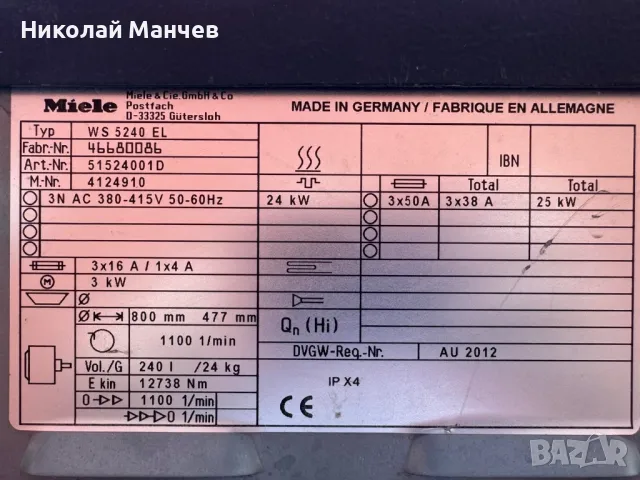 Николай Манчев
Miele Miele & Cie. GmbH & Co
Postfach
D-33325 Gütersloh
MADE IN GERMANY / FABRIQUE EN ALLEMAGNE
Typ WS 5240 EL
Fabr.-Nr. 46680086
Art.-Nr. 51524001D
M.-Nr. 4124910
IBN
Total Total
3N AC 380-415V 50-60Hz 24 kW 3x50A 3x38 A 25 kW
3x16 A / 1x4 A
M 3 kW
Ø
Ø 800 mm 477 mm
1100 1/min
Qn (Hi)
DVGW-Reg.-Nr. AU 2012
Vol./G 240 l / 24 kg
E kin 12738 Nm
0 1100 1/min
0 1/min
IP X4
CE
BAZAR